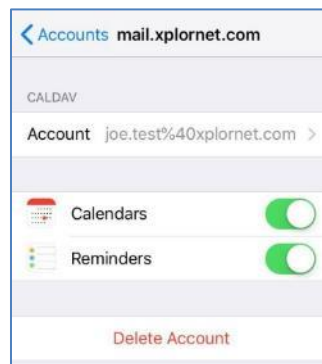 Accounts mail.xplornet.com
CALDAV
Account joe.test%40xplornet.com
Calendars
Reminders
Delete Account